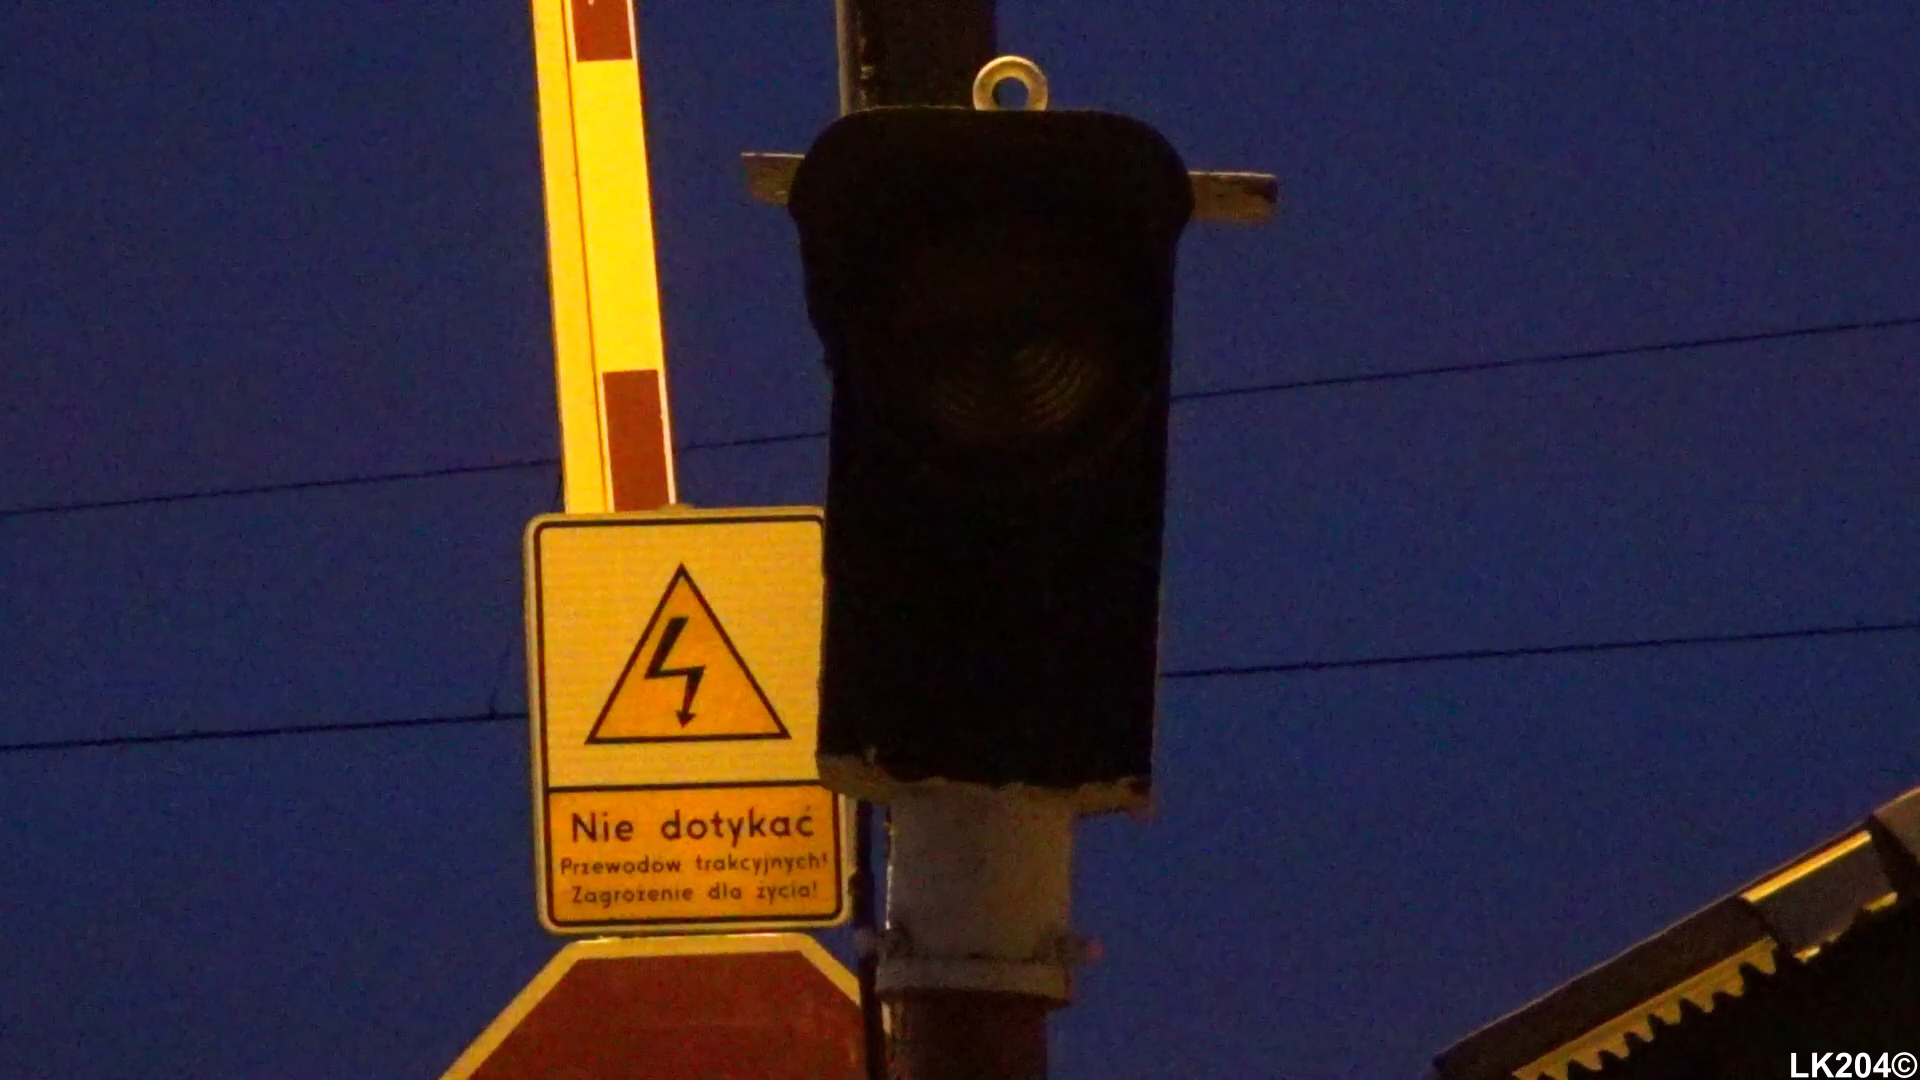 Nie dotykać
Przewodów trakcyjnych!
Zagrożenie dla życia!
LK204©